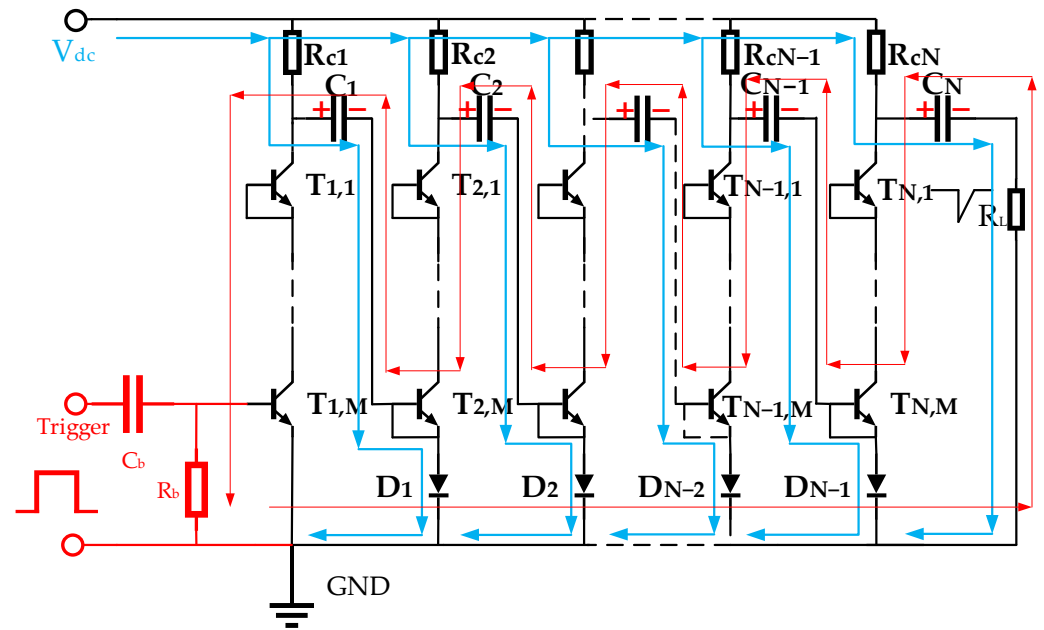 Vdc
Rc1 Rc2 RcN−1 RcN
C1 C2 CN−1 CN
+ − + − + − + − + −
T1,1 T2,1 TN−1,1 TN,1
RL
T1,M T2,M TN−1,M TN,M
Trigger
Cb
Rb
D1 D2 DN−2 DN−1
GND